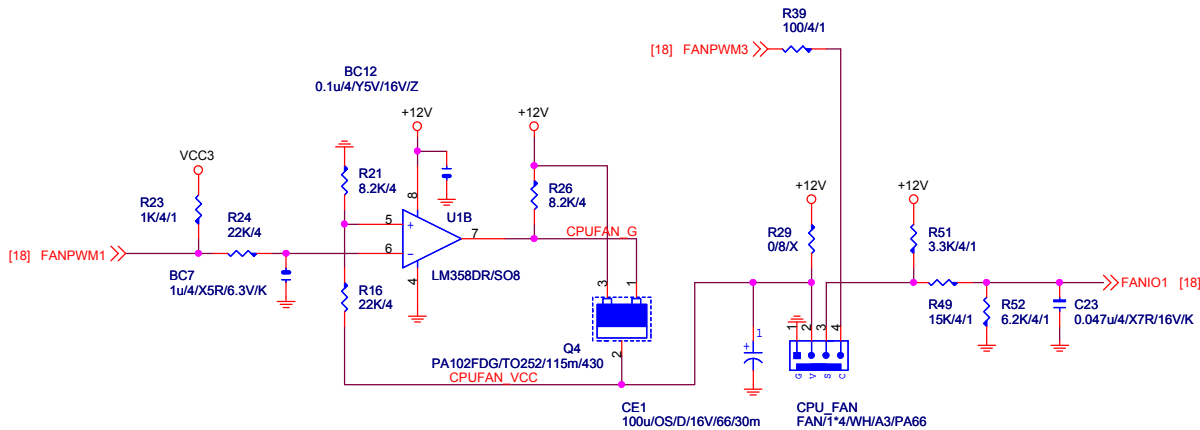 R39
100/4/1
[18] FANPWM3
BC12
0.1u/4/Y5V/16V/Z
+12V
+12V
VCC3
R23
1K/4/1
R24
22K/4
R21
8.2K/4
8
5
+
U1B
7
6
-
4
LM358DR/SO8
R26
8.2K/4
CPUFAN_G
[18] FANPWM1
BC7
1u/4/X5R/6.3V/K
R16
22K/4
3
1
Q4
2
PA102FDG/TO252/115m/430
CPUFAN_VCC
+12V
+12V
R29
0/8/X
R51
3.3K/4/1
FANIO1 [18]
R49
15K/4/1
R52
6.2K/4/1
C23
0.047u/4/X7R/16V/K
+
1
1
2
3
4
G
V
S
C
CE1
100u/OS/D/16V/66/30m
CPU_FAN
FAN/1*4/WH/A3/PA66